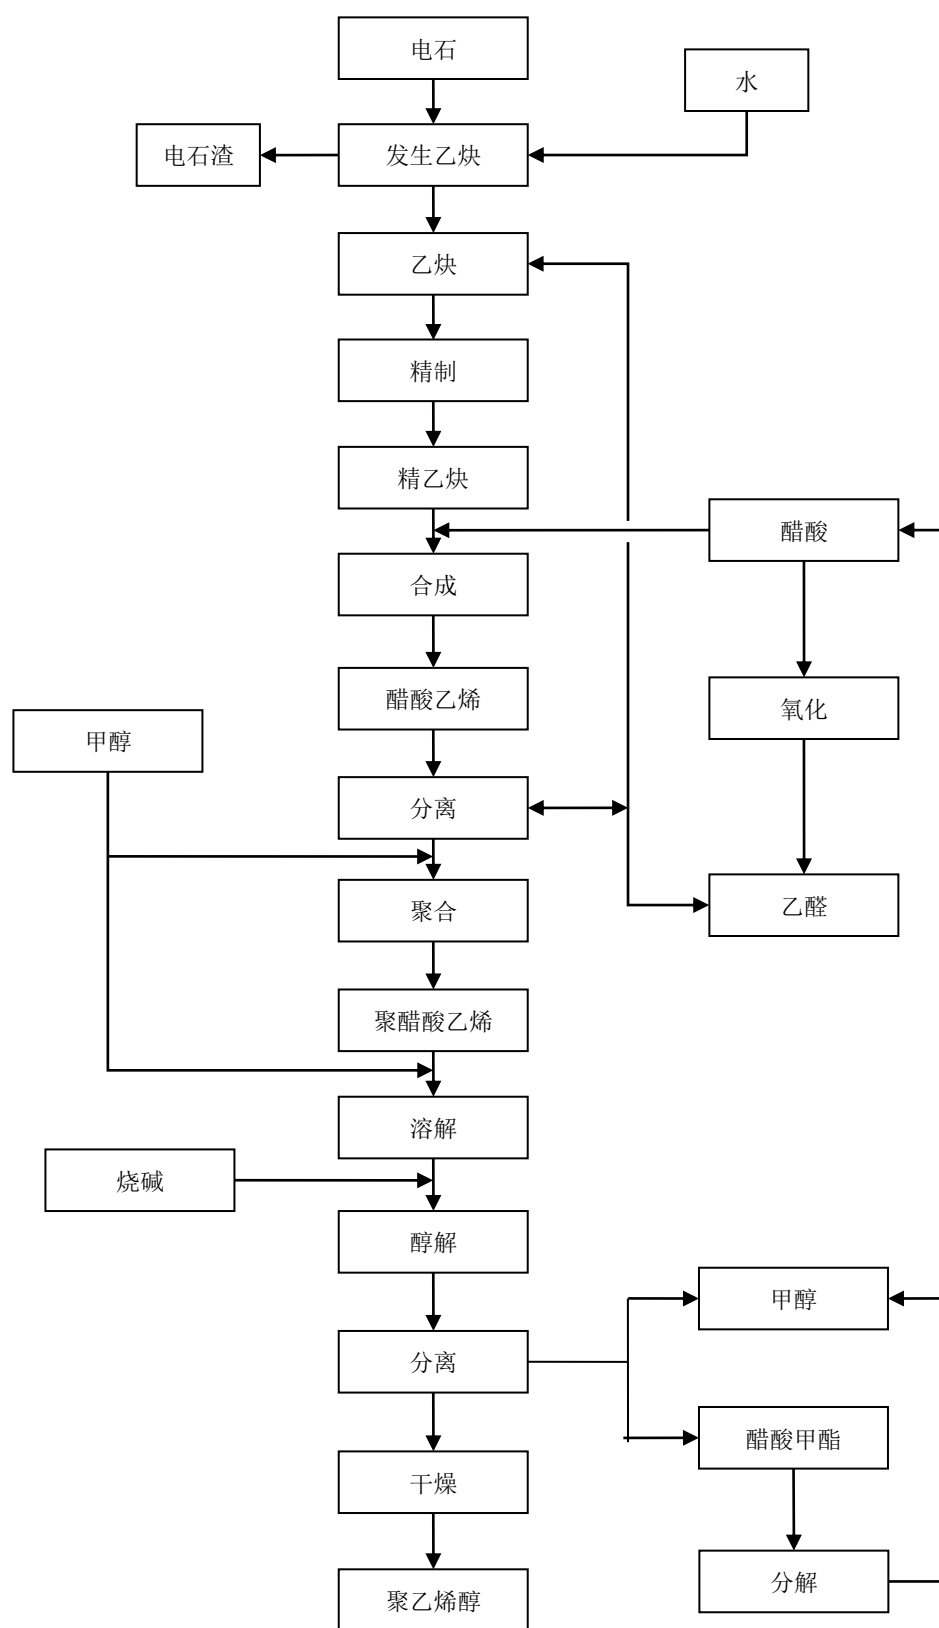 电石
水
电石渣
发生乙炔
乙炔
精制
精乙炔
醋酸
合成
醋酸乙烯
氧化
甲醇
分离
乙醛
聚合
聚醋酸乙烯
溶解
烧碱
醇解
甲醇
分离
醋酸甲酯
干燥
分解
聚乙烯醇